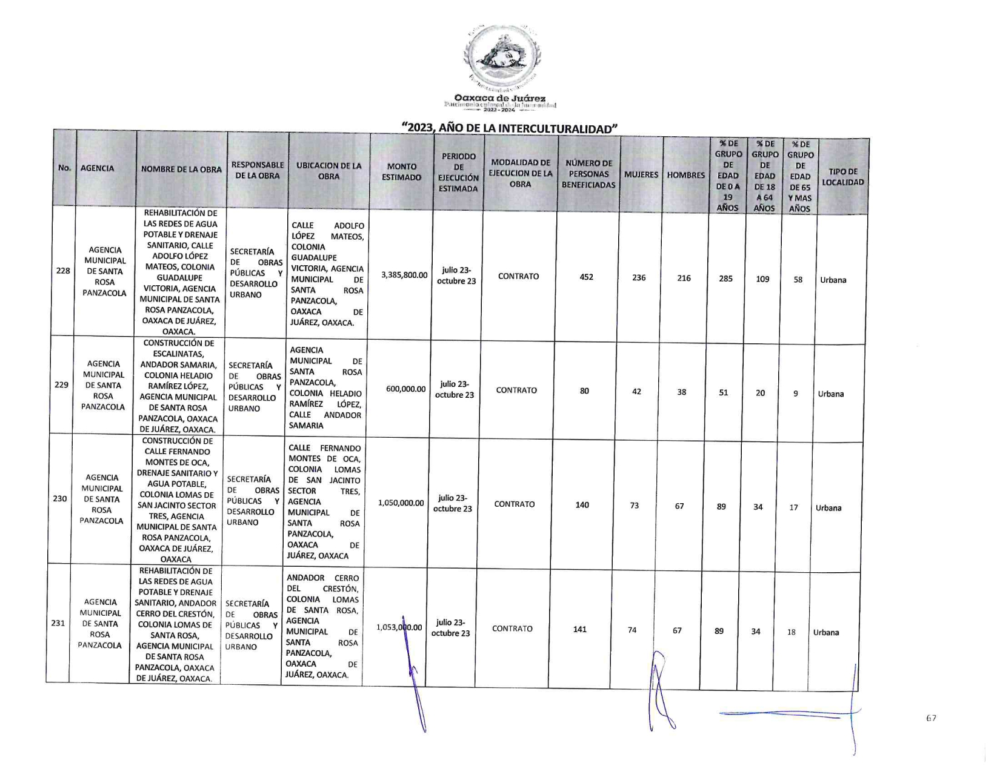 Oaxaca de Juárez
Patrimonio cultural de la humanidad
2022 - 2024
"2023, AÑO DE LA INTERCULTURALIDAD"
No.
AGENCIA
NOMBRE DE LA OBRA
RESPONSABLE
DE LA OBRA
UBICACION DE LA
OBRA
MONTO
ESTIMADO
PERIODO
DE
EJECUCIÓN
ESTIMADA
MODALIDAD DE
EJECUCION DE LA
OBRA
NÚMERO DE
PERSONAS
BENEFICIADAS
MUJERES
HOMBRES
% DE
GRUPO
DE
EDAD
DE 0 A
19
AÑOS
% DE
GRUPO
DE
EDAD
DE 18
A 64
AÑOS
% DE
GRUPO
DE
EDAD
DE 65
Y MAS
AÑOS
TIPO DE
LOCALIDAD
228
AGENCIA
MUNICIPAL
DE SANTA
ROSA
PANZACOLA
REHABILITACIÓN DE
LAS REDES DE AGUA
POTABLE Y DRENAJE
SANITARIO, CALLE
ADOLFO LÓPEZ
MATEOS, COLONIA
GUADALUPE
VICTORIA, AGENCIA
MUNICIPAL DE SANTA
ROSA PANZACOLA,
OAXACA DE JUÁREZ,
OAXACA.
SECRETARÍA
DE OBRAS
PÚBLICAS Y
DESARROLLO
URBANO
CALLE ADOLFO
LÓPEZ MATEOS,
COLONIA
GUADALUPE
VICTORIA, AGENCIA
MUNICIPAL DE
SANTA ROSA
PANZACOLA,
OAXACA DE
JUÁREZ, OAXACA.
3,385,800.00
julio 23-
octubre 23
CONTRATO
452
236
216
285
109
58
Urbana
229
AGENCIA
MUNICIPAL
DE SANTA
ROSA
PANZACOLA
CONSTRUCCIÓN DE
ESCALINATAS,
ANDADOR SAMARIA,
COLONIA HELADIO
RAMÍREZ LÓPEZ,
AGENCIA MUNICIPAL
DE SANTA ROSA
PANZACOLA, OAXACA
DE JUÁREZ, OAXACA.
SECRETARÍA
DE OBRAS
PÚBLICAS Y
DESARROLLO
URBANO
AGENCIA
MUNICIPAL DE
SANTA ROSA
PANZACOLA,
COLONIA HELADIO
RAMÍREZ LÓPEZ,
CALLE ANDADOR
SAMARIA
600,000.00
julio 23-
octubre 23
CONTRATO
80
42
38
51
20
9
Urbana
230
AGENCIA
MUNICIPAL
DE SANTA
ROSA
PANZACOLA
CONSTRUCCIÓN DE
CALLE FERNANDO
MONTES DE OCA,
DRENAJE SANITARIO Y
AGUA POTABLE,
COLONIA LOMAS DE
SAN JACINTO SECTOR
TRES, AGENCIA
MUNICIPAL DE SANTA
ROSA PANZACOLA,
OAXACA DE JUÁREZ,
OAXACA
SECRETARÍA
DE OBRAS
PÚBLICAS Y
DESARROLLO
URBANO
CALLE FERNANDO
MONTES DE OCA,
COLONIA LOMAS
DE SAN JACINTO
SECTOR TRES,
AGENCIA
MUNICIPAL DE
SANTA ROSA
PANZACOLA,
OAXACA DE
JUÁREZ, OAXACA
1,050,000.00
julio 23-
octubre 23
CONTRATO
140
73
67
89
34
17
Urbana
231
AGENCIA
MUNICIPAL
DE SANTA
ROSA
PANZACOLA
REHABILITACIÓN DE
LAS REDES DE AGUA
POTABLE Y DRENAJE
SANITARIO, ANDADOR
CERRO DEL CRESTÓN,
COLONIA LOMAS DE
SANTA ROSA,
AGENCIA MUNICIPAL
DE SANTA ROSA
PANZACOLA, OAXACA
DE JUÁREZ, OAXACA.
SECRETARÍA
DE OBRAS
PÚBLICAS Y
DESARROLLO
URBANO
ANDADOR CERRO
DEL CRESTÓN,
COLONIA LOMAS
DE SANTA ROSA,
AGENCIA
MUNICIPAL DE
SANTA ROSA
PANZACOLA,
OAXACA DE
JUÁREZ, OAXACA.
1,053,000.00
julio 23-
octubre 23
CONTRATO
141
74
67
89
34
18
Urbana
67